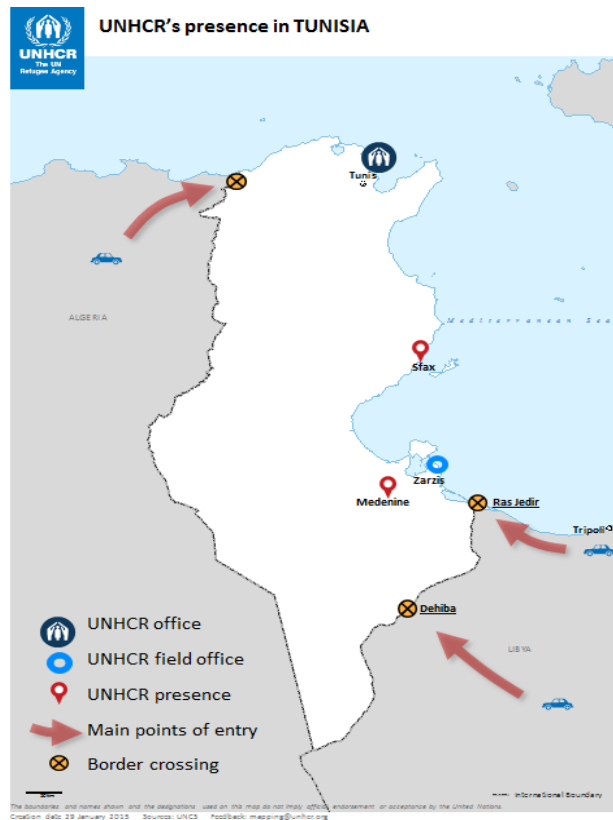 UNHCR
The UN
Refugee Agency
UNHCR's presence in TUNISIA
Tunis
ALGERIA
Mediterranean Sea
Sfax
Zarzis
Medenine
Ras Jedir
Tripoli
Dehiba
LIBYA
UNHCR office
UNHCR field office
UNHCR presence
Main points of entry
Border crossing
International Boundary
The boundaries and names shown and the designations used on this map do not imply official endorsement or acceptance by the United Nations
Creation date 29 January 2015 Sources: UNCS Feedback: mapping@unhcr.org